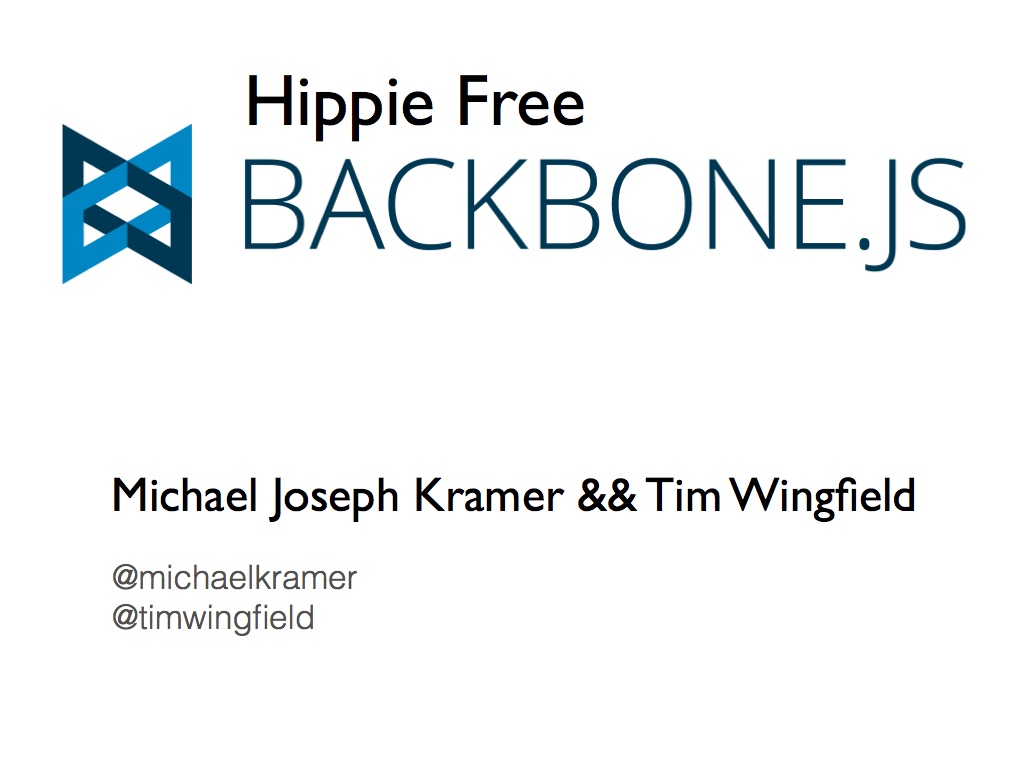 Hippie Free
BACKBONE.JS
Michael Joseph Kramer && Tim Wingfield
@michaelkramer
@timwingfield